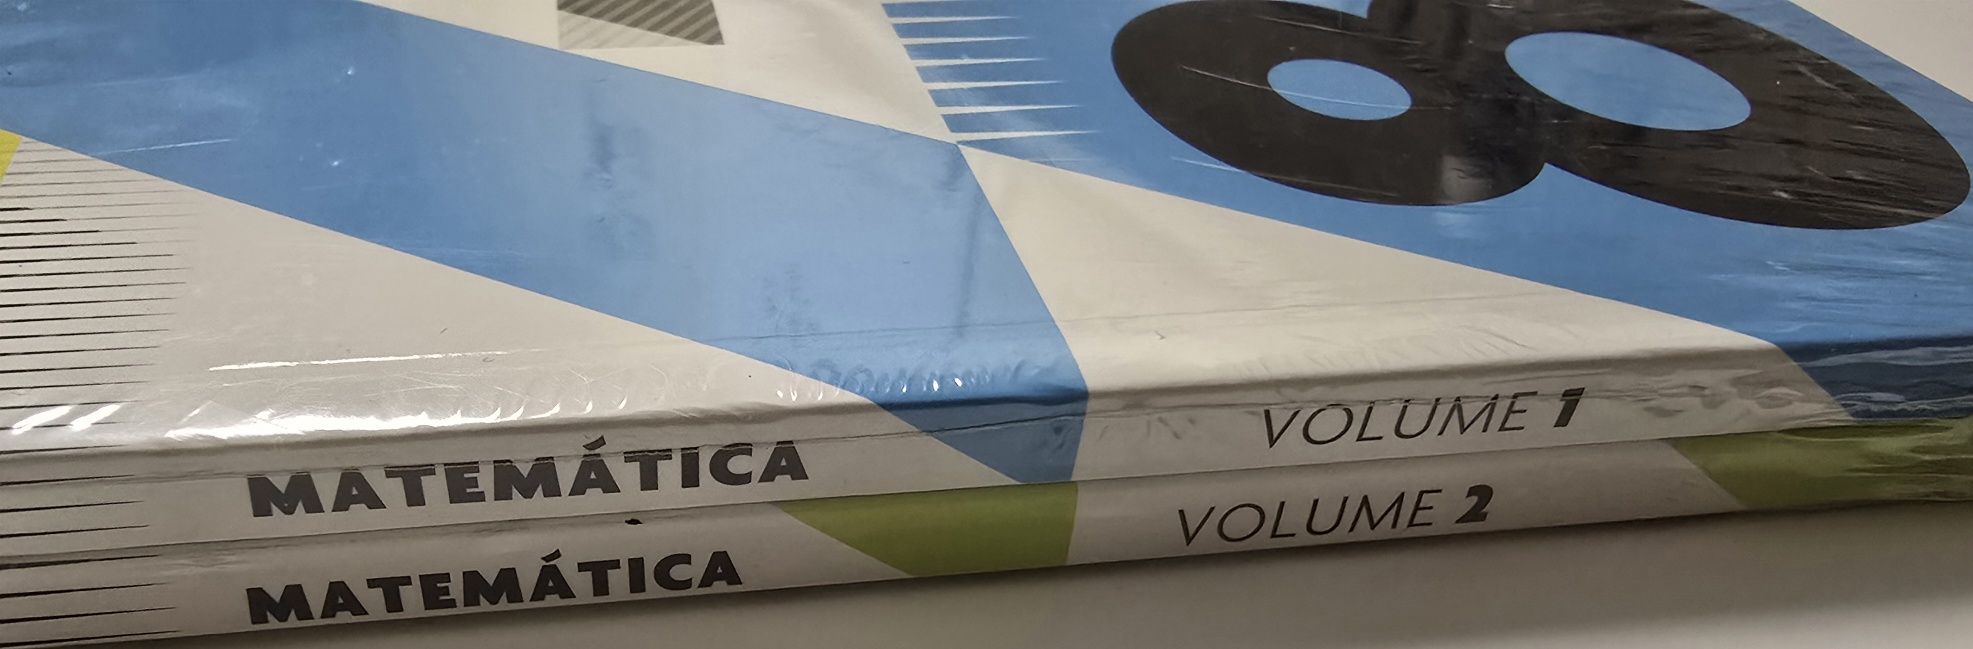 8
MATEMÁTICA VOLUME 1
MATEMÁTICA VOLUME 2